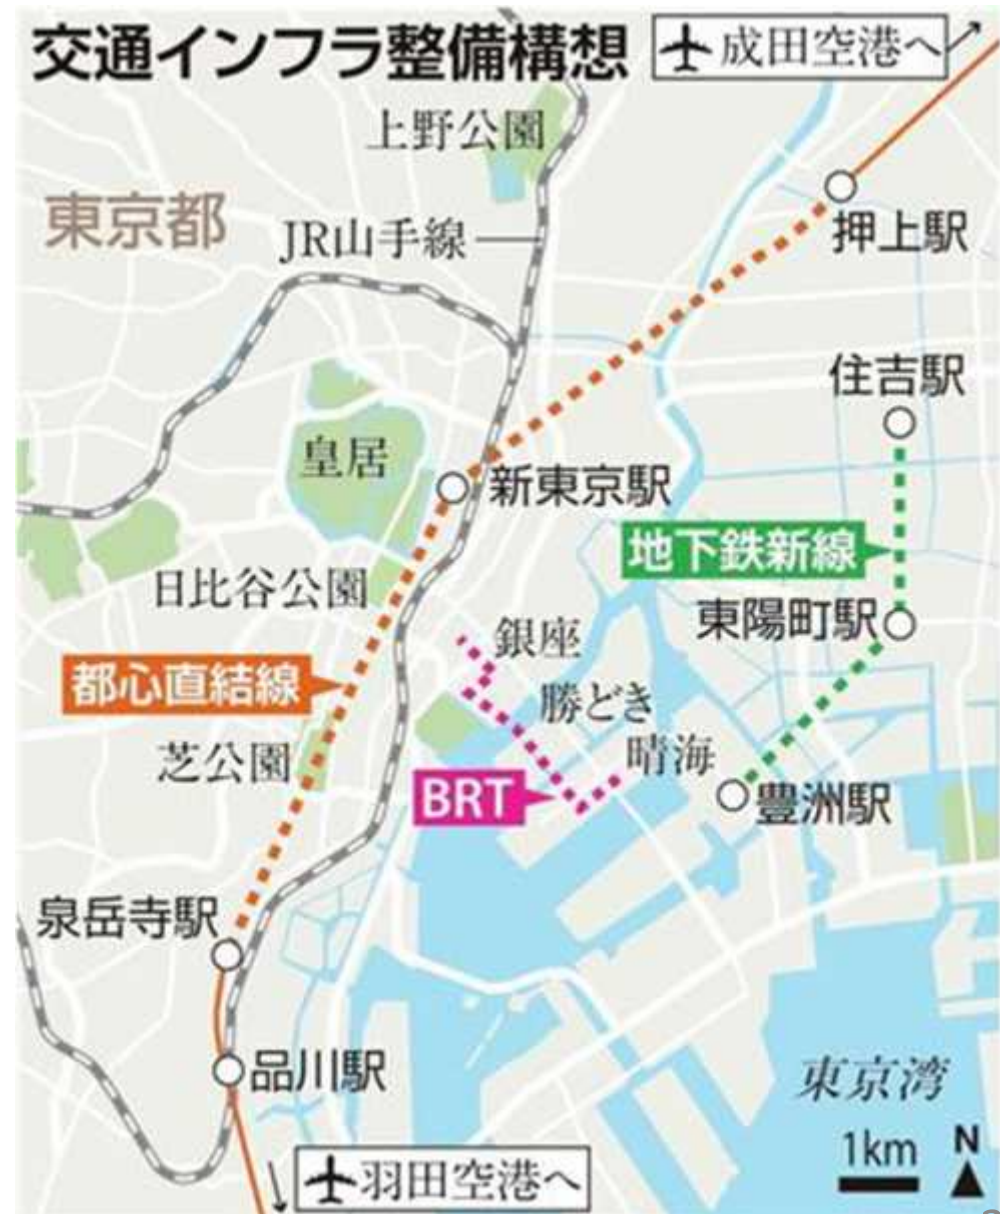 交通インフラ整備構想
成田空港へ
上野公園
東京都
JR山手線
押上駅
住吉駅
皇居
新東京駅
地下鉄新線
日比谷公園
東陽町駅
銀座
都心直結線
勝どき
芝公園
晴海
BRT
豊洲駅
泉岳寺駅
品川駅
東京湾
1km
N
羽田空港へ